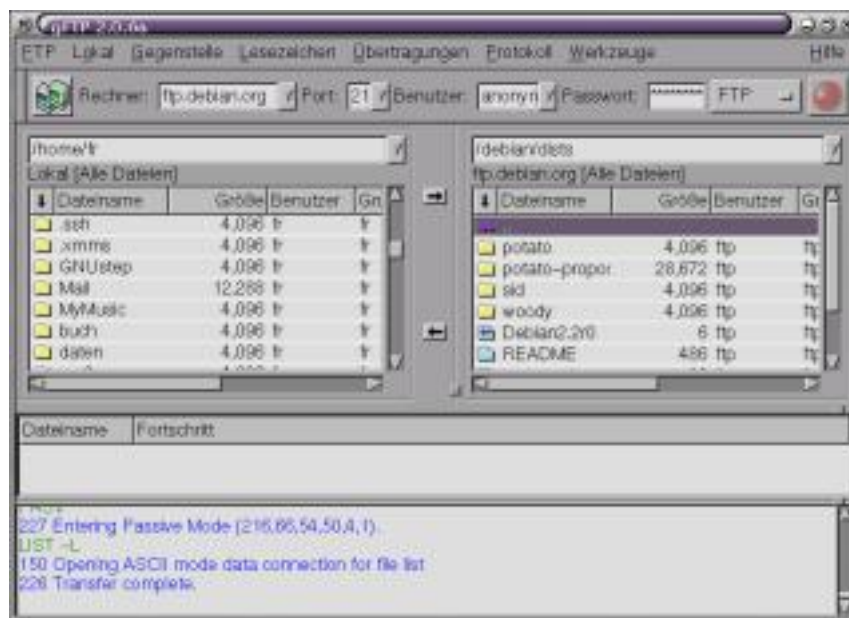 gFTP 2.0.6a
FTP Lokal Gegenstelle Lesezeichen Übertragungen Protokoll Werkzeuge Hilfe
Rechner: ftp.debian.org Port: 21 Benutzer: anonym Passwort: ******** FTP
/home/fr
Lokal [Alle Dateien]
Dateiname Größe Benutzer
.ssh 4,096 fr fr
.xmms 4,096 fr fr
GNUstep 4,096 fr fr
Mail 12,288 fr fr
MyMusic 4,096 fr fr
buch 4,096 fr fr
daten 4,096 fr fr
/debian/dists
ftp.debian.org [Alle Dateien]
Dateiname Größe Benutzer Gr
..
potato 4,096 ftp ftp
potato-propor 28,672 ftp ftp
sid 4,096 ftp ftp
woody 4,096 ftp ftp
Debian2.2r0 6 ftp ftp
README 486 ftp ftp
Dateiname Fortschritt
227 Entering Passive Mode (216,66,54,50,4,1).
LIST -L
150 Opening ASCII mode data connection for file list
226 Transfer complete.